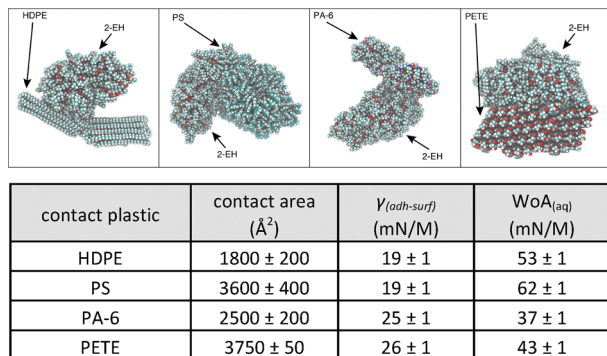 HDPE
2-EH
PS
2-EH
PA-6
2-EH
PETE
2-EH
contact plastic contact area (Å²) γ(adh-surf) (mN/M) WoA(aq) (mN/M)
HDPE 1800 ± 200 19 ± 1 53 ± 1
PS 3600 ± 400 19 ± 1 62 ± 1
PA-6 2500 ± 200 25 ± 1 37 ± 1
PETE 3750 ± 50 26 ± 1 43 ± 1